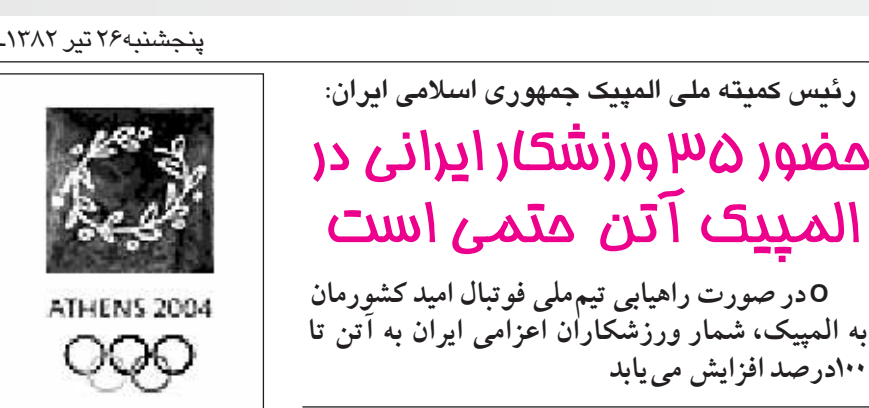 پنجشنبه۲۶ تیر ۱۳۸۲ـ
رئیس کمیته ملی المپیک جمهوری اسلامی ایران:
حضور ۳۵ ورزشکار ایرانی در
المپیک آتن حتمی است
oدر صورت راهیابی تیم‌ملی فوتبال امید کشورمان
به المپیک، شمار ورزشکاران اعزامی ایران به آتن تا
۱۰۰درصد افزایش می‌یابد
ATHENS 2004